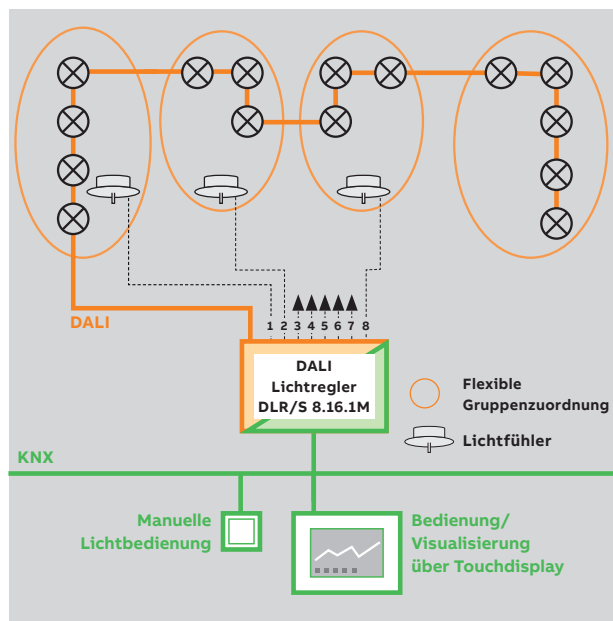 DALI
1 2 3 4 5 6 7 8
DALI
Lichtregler
DLR/S 8.16.1M
Flexible
Gruppenzuordnung
Lichtfühler
KNX
Manuelle
Lichtbedienung
Bedienung/
Visualisierung
über Touchdisplay